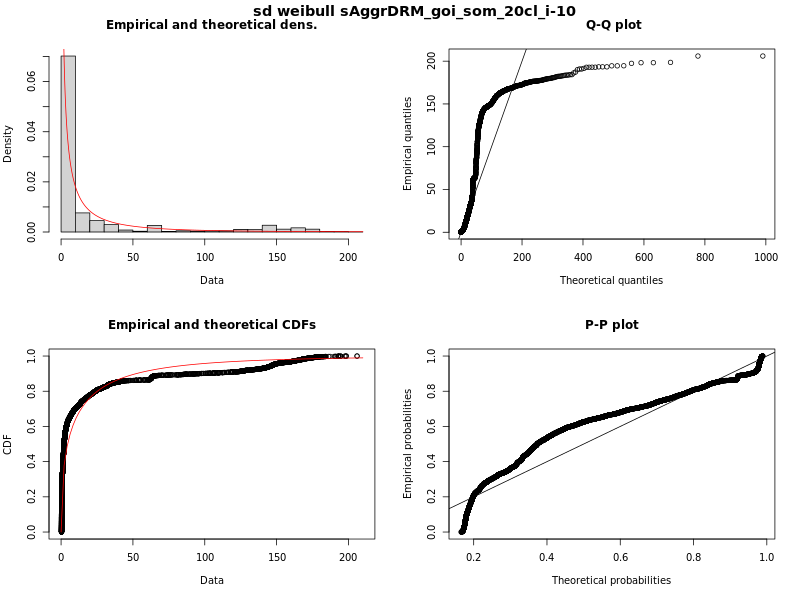 sd weibull sAggrDRM_goi_som_20cl_i-10
Empirical and theoretical dens.
Density
0.00 0.02 0.04 0.06
0 50 100 150 200
Data
Q-Q plot
Empirical quantiles
0 50 100 150 200
0 200 400 600 800 1000
Theoretical quantiles
Empirical and theoretical CDFs
CDF
0.0 0.2 0.4 0.6 0.8 1.0
0 50 100 150 200
Data
P-P plot
Empirical probabilities
0.0 0.2 0.4 0.6 0.8 1.0
0.2 0.4 0.6 0.8 1.0
Theoretical probabilities